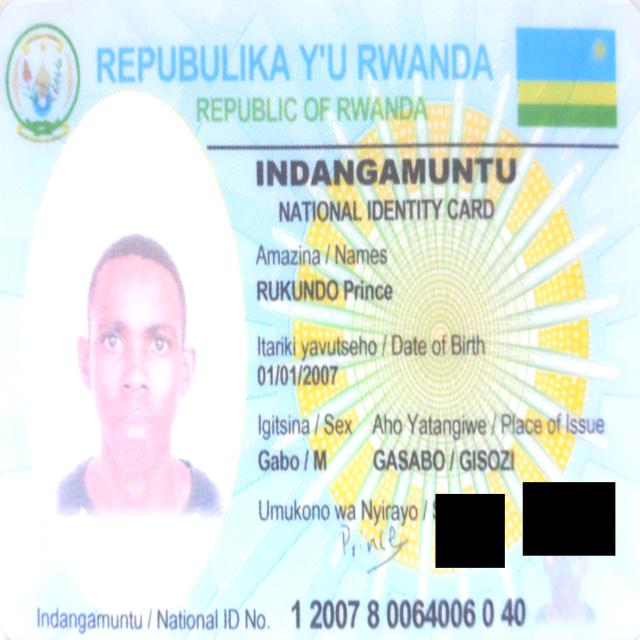 REPUBULIKA Y'U RWANDA
REPUBLIC OF RWANDA
INDANGAMUNTU
NATIONAL IDENTITY CARD
Amazina / Names
RUKUNDO Prince
Itariki yavutseho / Date of Birth
01/01/2007
Igitsina / Sex Aho Yatangiwe / Place of Issue
Gabo / M GASABO / GISOZI
Umukono wa Nyirayo /
Prince
Indangamuntu / National ID No. 1 2007 8 0064006 0 40